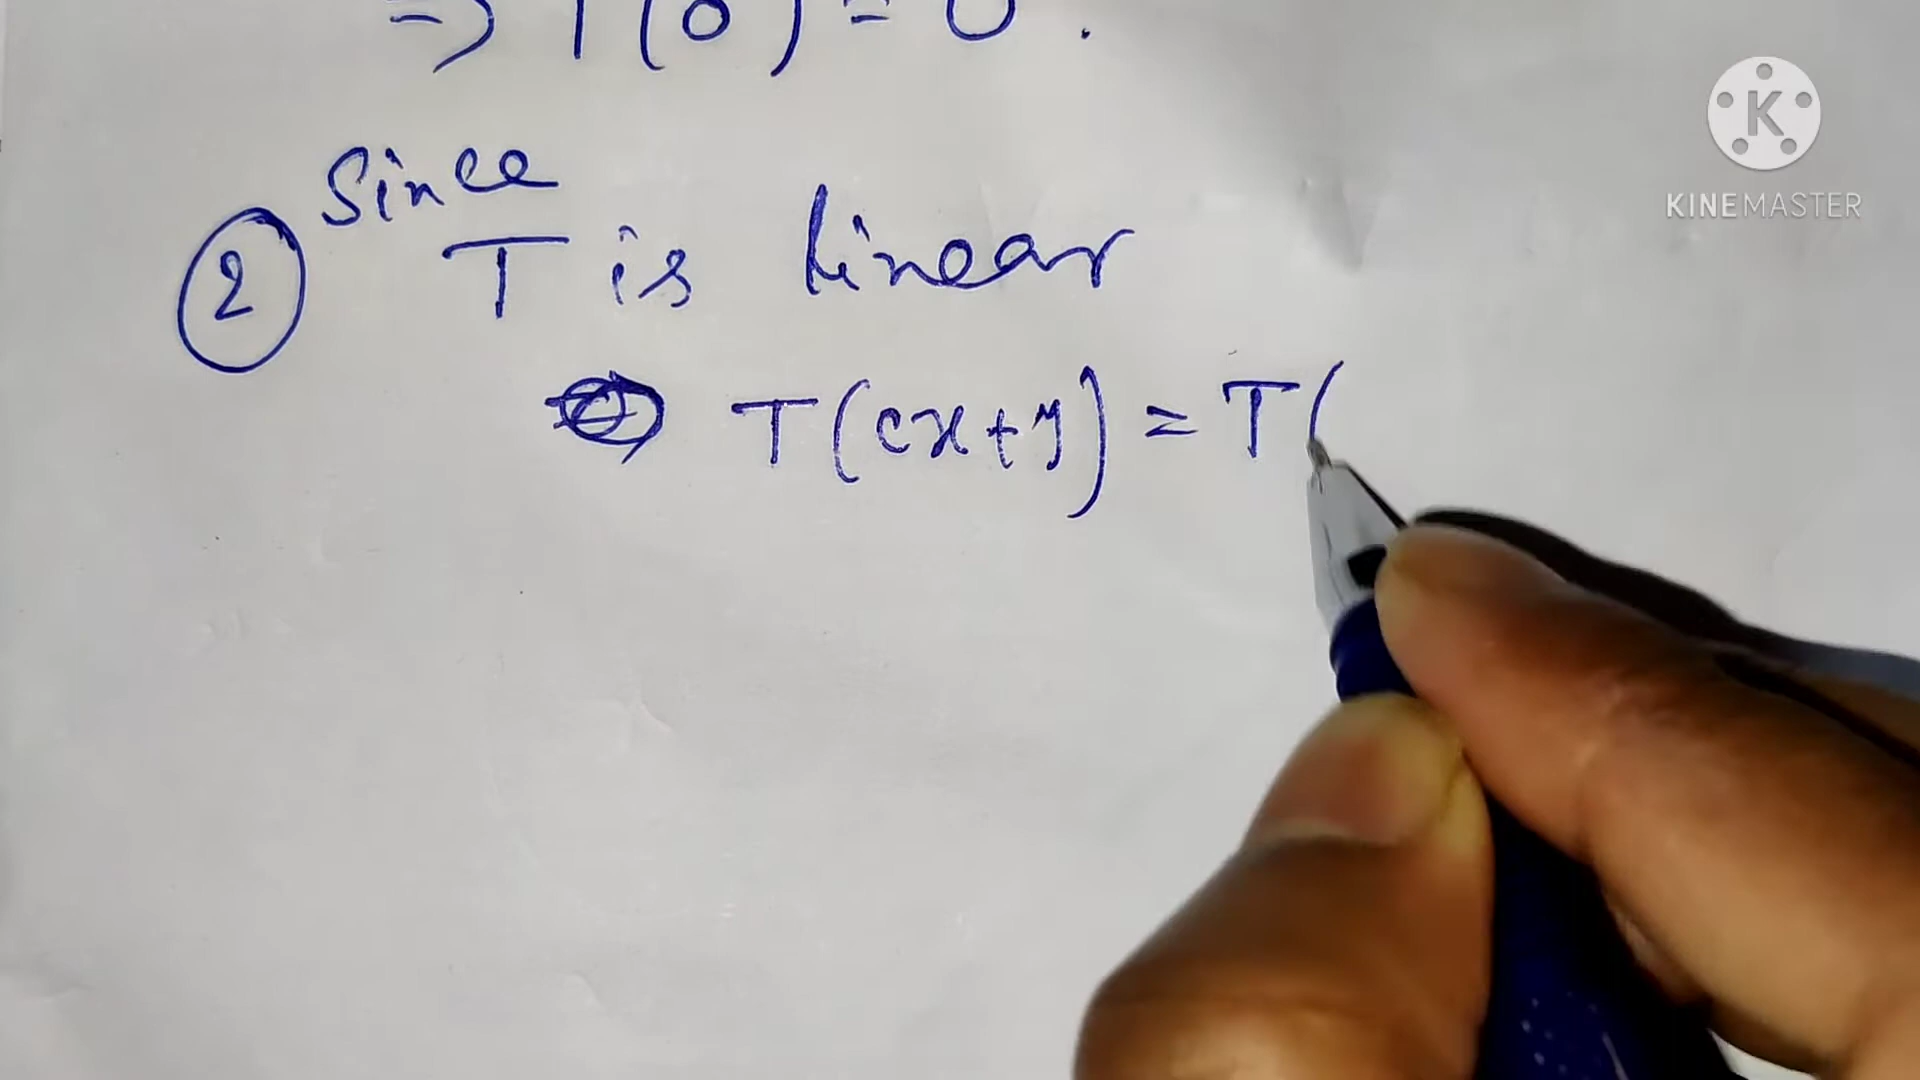 => T(0) = 0.
Since
② T is linear
T(cx+y) = T(
K
KINEMASTER